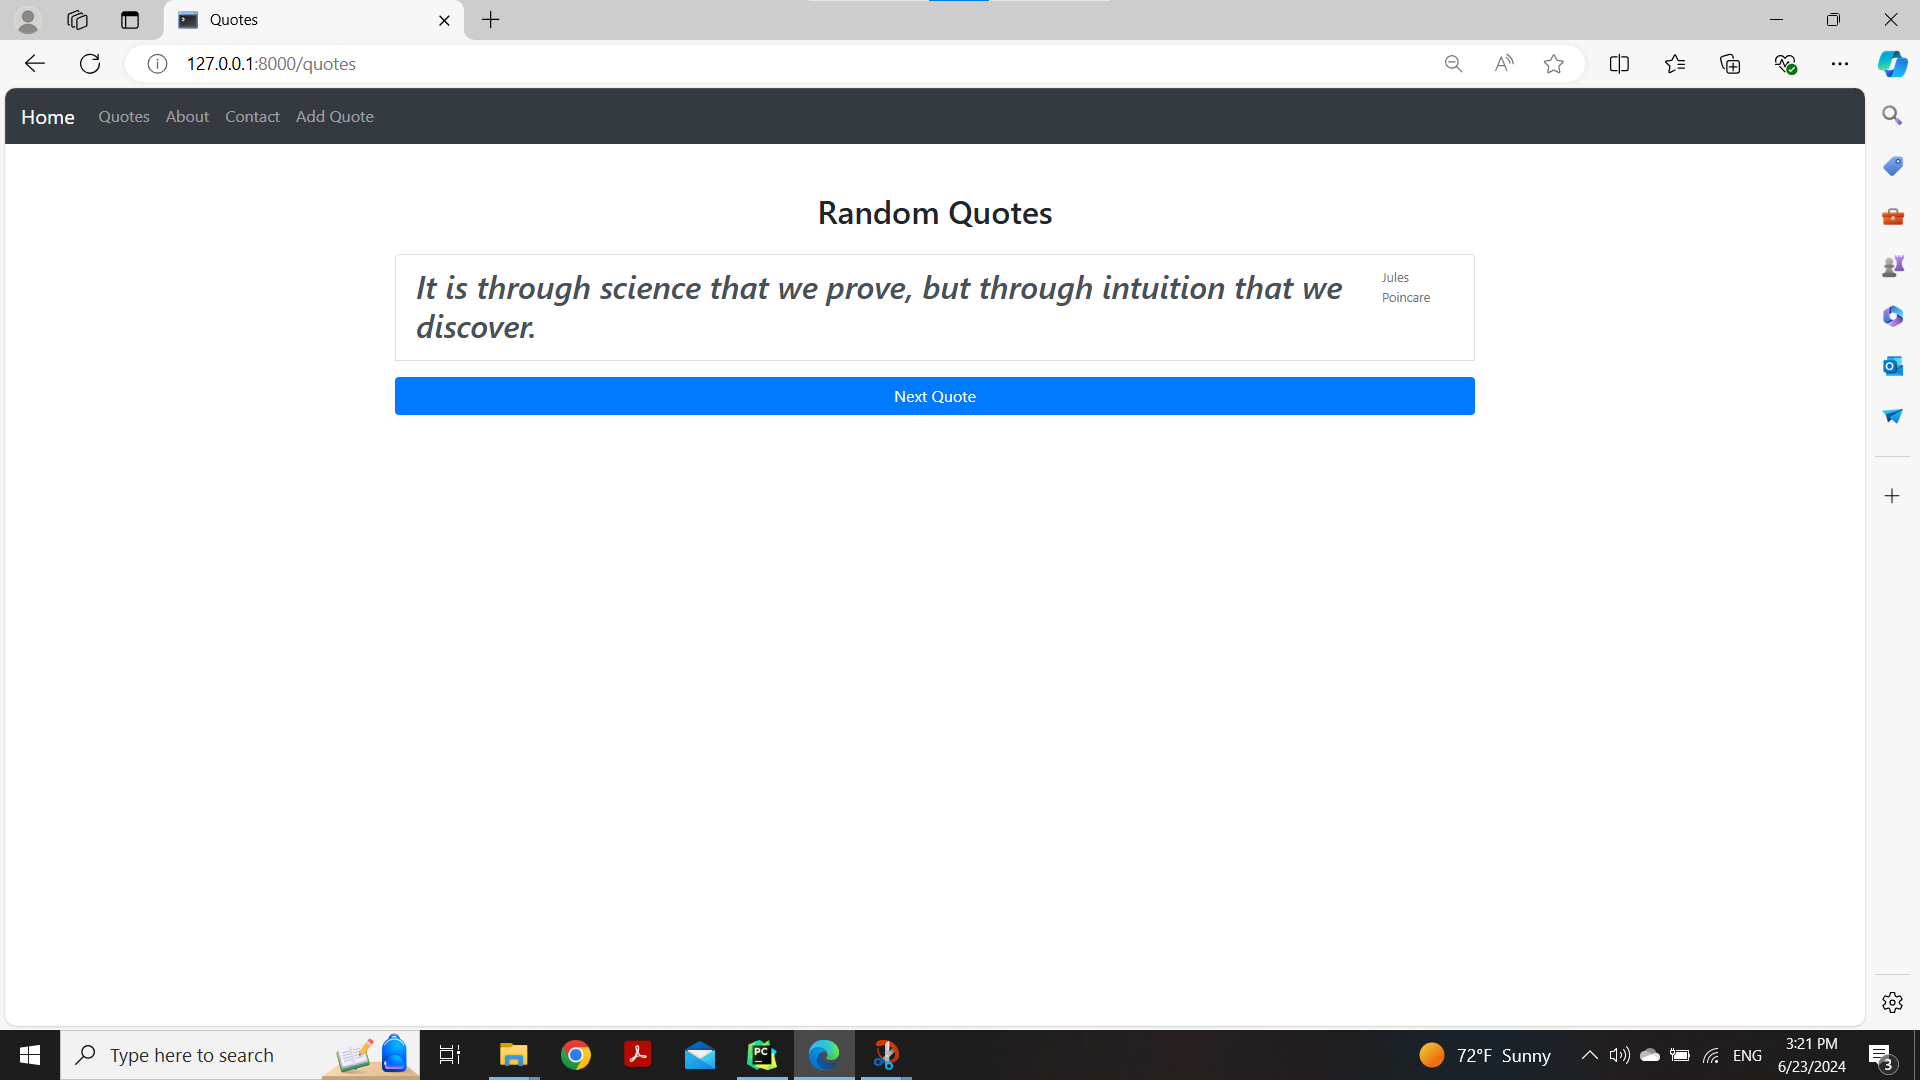 Quotes
127.0.0.1:8000/quotes
Home Quotes About Contact Add Quote
Random Quotes
It is through science that we prove, but through intuition that we
discover.
Jules
Poincare
Next Quote
Type here to search
72°F Sunny
ENG
3:21 PM
6/23/2024
3